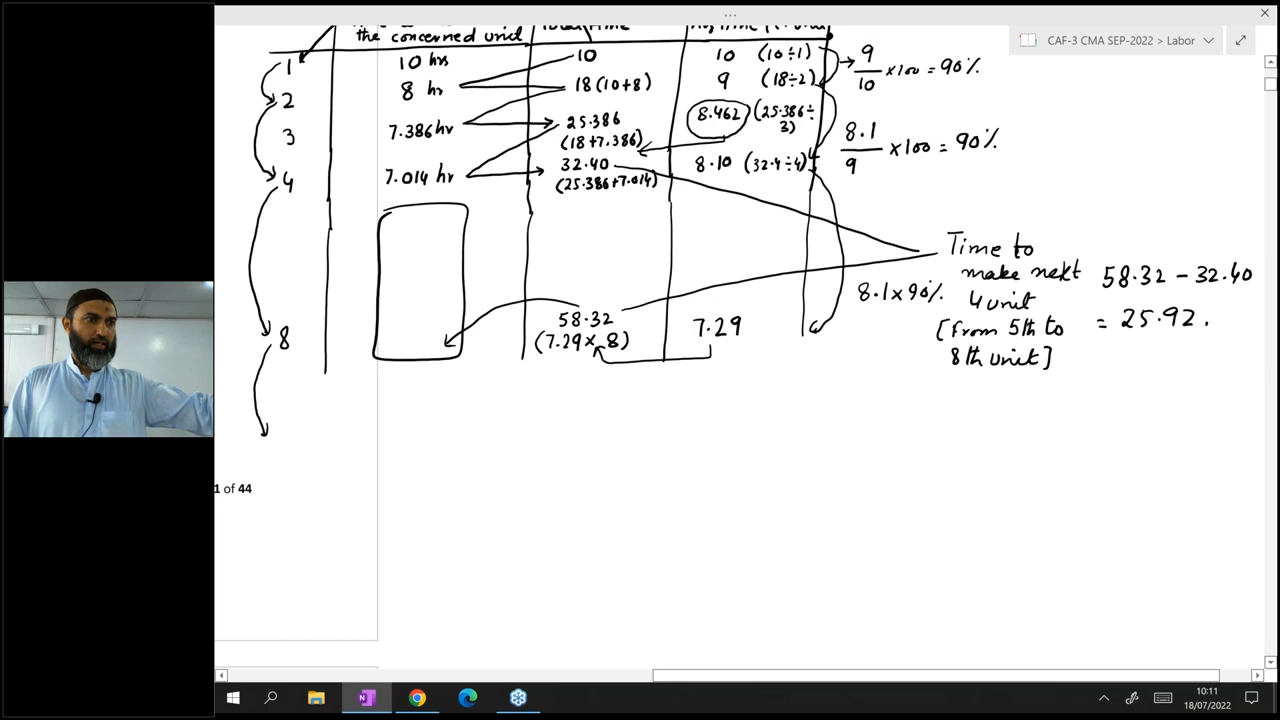 CAF-3 CMA SEP-2022 > Labor
the concerned unit
1 10 hrs 10 10 (10÷1) 9/10 x100 = 90%
2 8 hr 18 (10+8) 9 (18÷2)
3 7.386 hr 25.386 8.462 (25.386÷3)
(18+7.386)
8.1/9 x100 = 90%
4 7.014 hr 32.40 8.10 (32.4÷4)
(25.386+7.014)
8 58.32 7.29
(7.29x 8)
8.1x90%
Time to
make next
4 unit
[from 5th to
8th unit]
58.32 - 32.40
= 25.92.
1 of 44
10:11
18/07/2022